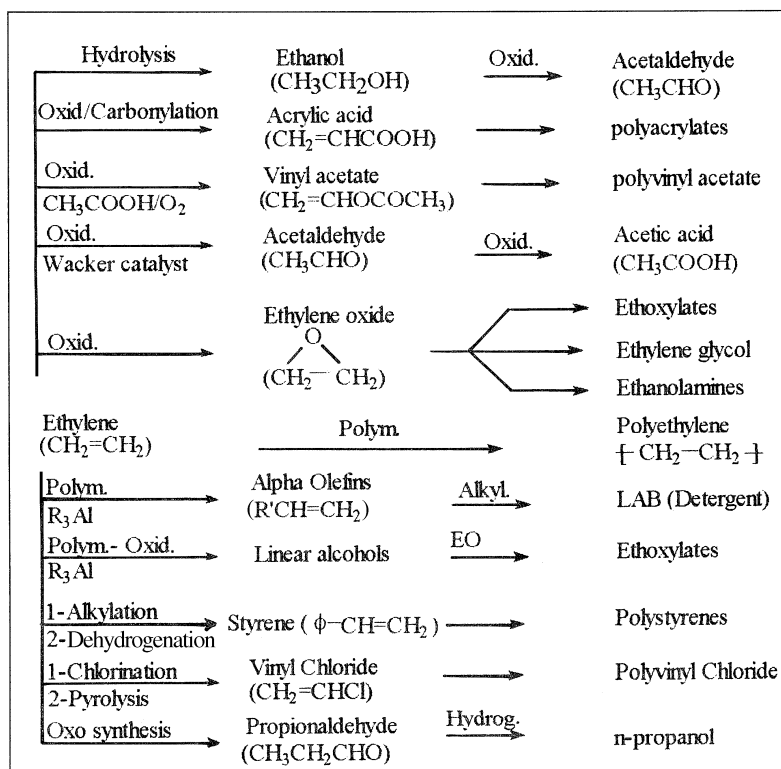 Hydrolysis Ethanol Oxid. Acetaldehyde
(CH3CH2OH) (CH3CHO)
Oxid/Carbonylation Acrylic acid
(CH2=CHCOOH) polyacrylates
Oxid. Vinyl acetate
CH3COOH/O2 (CH2=CHOCOCH3) polyvinyl acetate
Oxid. Acetaldehyde Oxid. Acetic acid
Wacker catalyst (CH3CHO) (CH3COOH)
Ethylene oxide Ethoxylates
Oxid. O Ethylene glycol
(CH2—CH2) Ethanolamines
Ethylene Polym. Polyethylene
(CH2=CH2) +CH2—CH2+
Polym. Alpha Olefins Alkyl. LAB (Detergent)
R3Al (R'CH=CH2)
Polym.- Oxid. Linear alcohols EO Ethoxylates
R3Al
1-Alkylation Styrene (ϕ—CH=CH2) Polystyrenes
2-Dehydrogenation
1-Chlorination Vinyl Chloride Polyvinyl Chloride
2-Pyrolysis (CH2=CHCl)
Oxo synthesis Propionaldehyde Hydrog. n-propanol
(CH3CH2CHO)